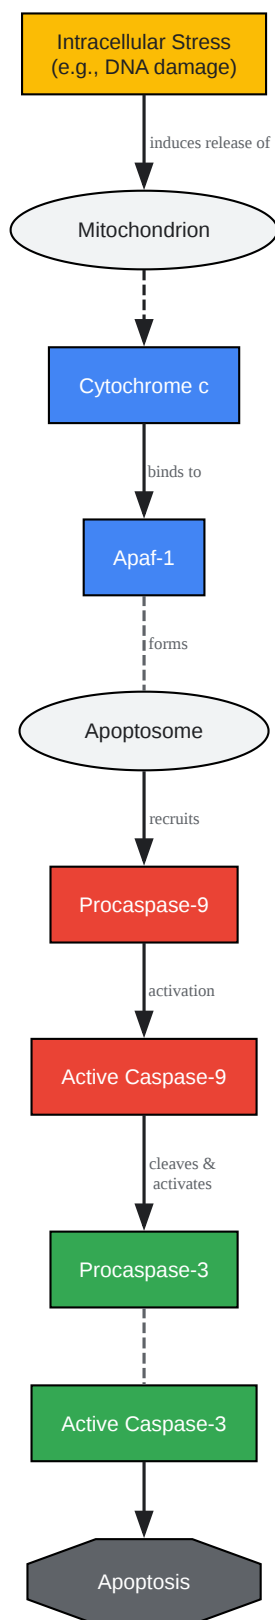 Intracellular Stress
(e.g., DNA damage)
induces release of
Mitochondrion
Cytochrome c
binds to
Apaf-1
forms
Apoptosome
recruits
Procaspase-9
activation
Active Caspase-9
cleaves &
activates
Procaspase-3
Active Caspase-3
Apoptosis